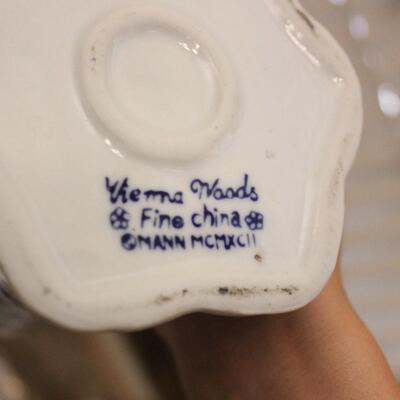 Vienna Woods
Fine china
©MANN MCMXCII